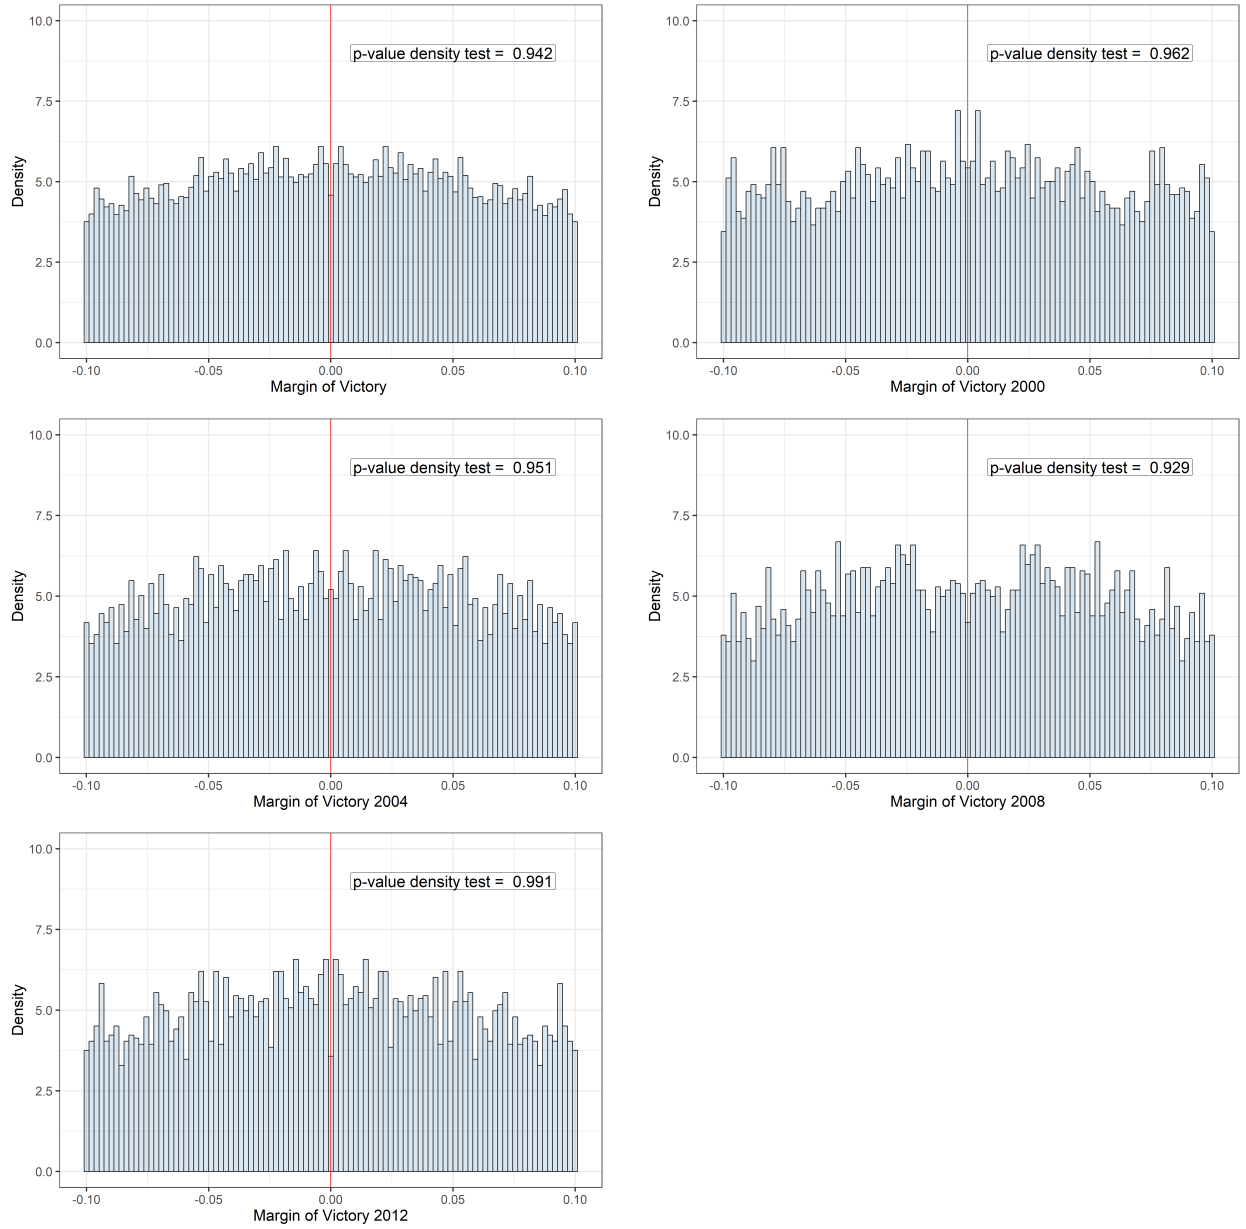 10.0
7.5
5.0
2.5
0.0
Density
p-value density test = 0.942
-0.10 -0.05 0.00 0.05 0.10
Margin of Victory
10.0
7.5
5.0
2.5
0.0
Density
p-value density test = 0.962
-0.10 -0.05 0.00 0.05 0.10
Margin of Victory 2000
10.0
7.5
5.0
2.5
0.0
Density
p-value density test = 0.951
-0.10 -0.05 0.00 0.05 0.10
Margin of Victory 2004
10.0
7.5
5.0
2.5
0.0
Density
p-value density test = 0.929
-0.10 -0.05 0.00 0.05 0.10
Margin of Victory 2008
10.0
7.5
5.0
2.5
0.0
Density
p-value density test = 0.991
-0.10 -0.05 0.00 0.05 0.10
Margin of Victory 2012